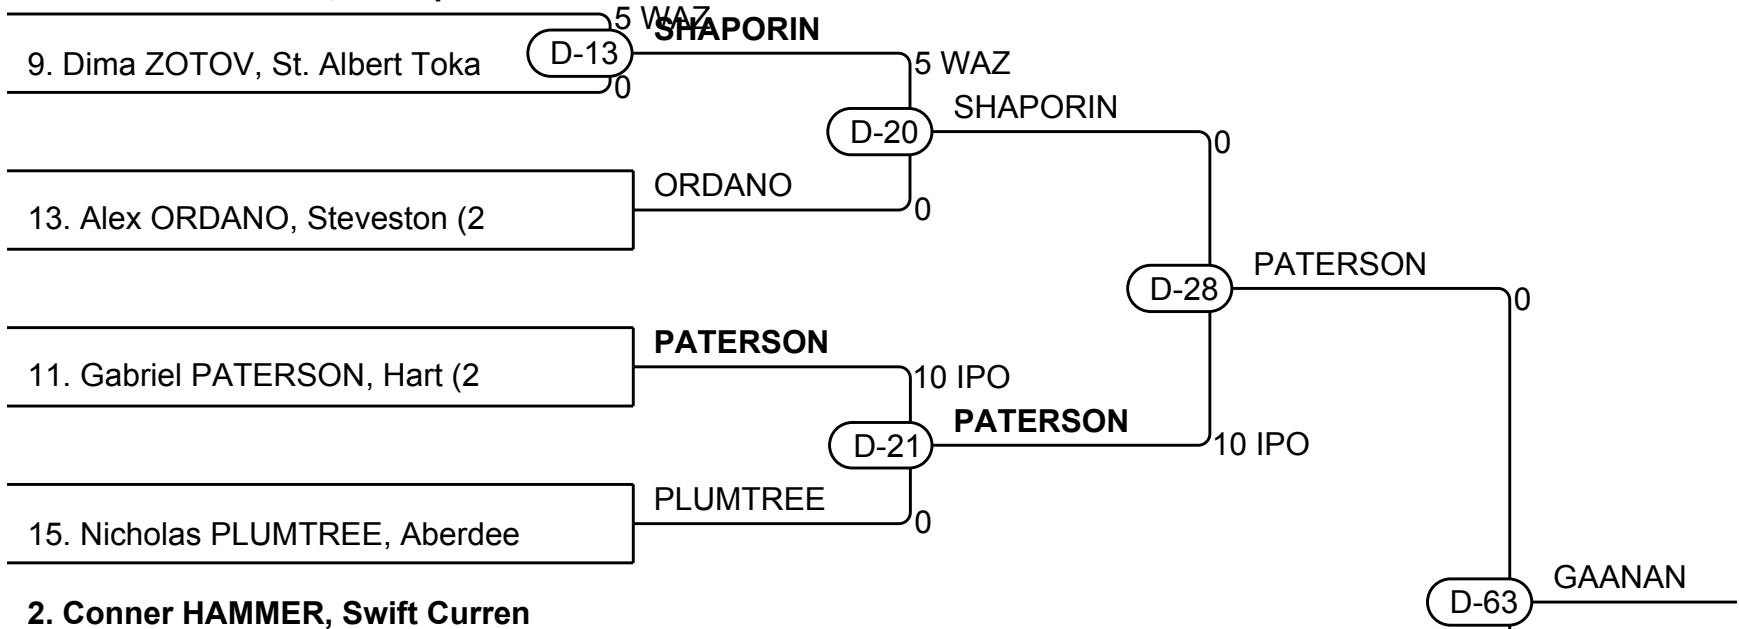 5 WAZ
SHAPORIN
D-13
9. Dima ZOTOV, St. Albert Toka
0
5 WAZ
SHAPORIN
D-20
0
ORDANO
13. Alex ORDANO, Steveston (2
0
PATERSON
D-28
0
PATERSON
11. Gabriel PATERSON, Hart (2
10 IPO
PATERSON
D-21
10 IPO
PLUMTREE
15. Nicholas PLUMTREE, Aberdee
0
GAANAN
D-63
2. Conner HAMMER, Swift Curren